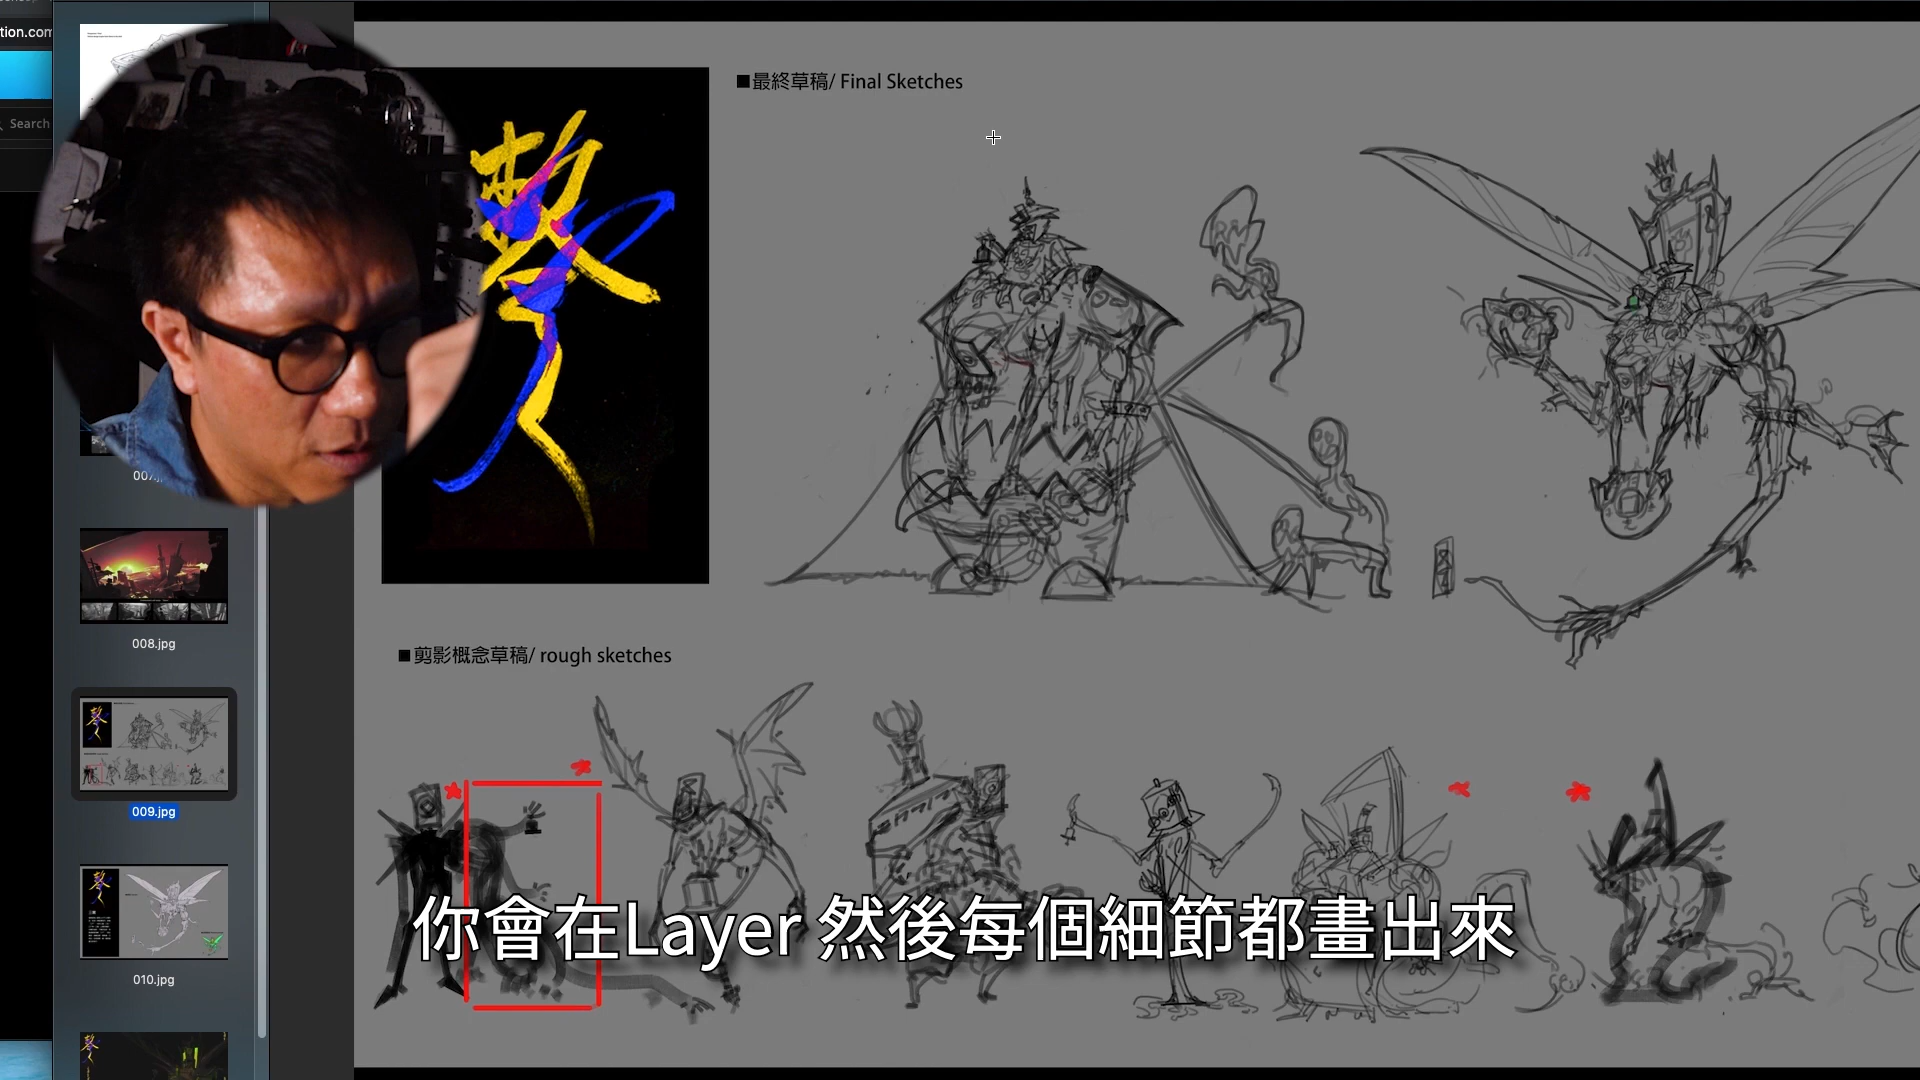 tion.com
Search
■最終草稿/ Final Sketches
007.j
008.jpg
■剪影概念草稿/ rough sketches
009.jpg
你會在Layer 然後每個細節都畫出來
010.jpg